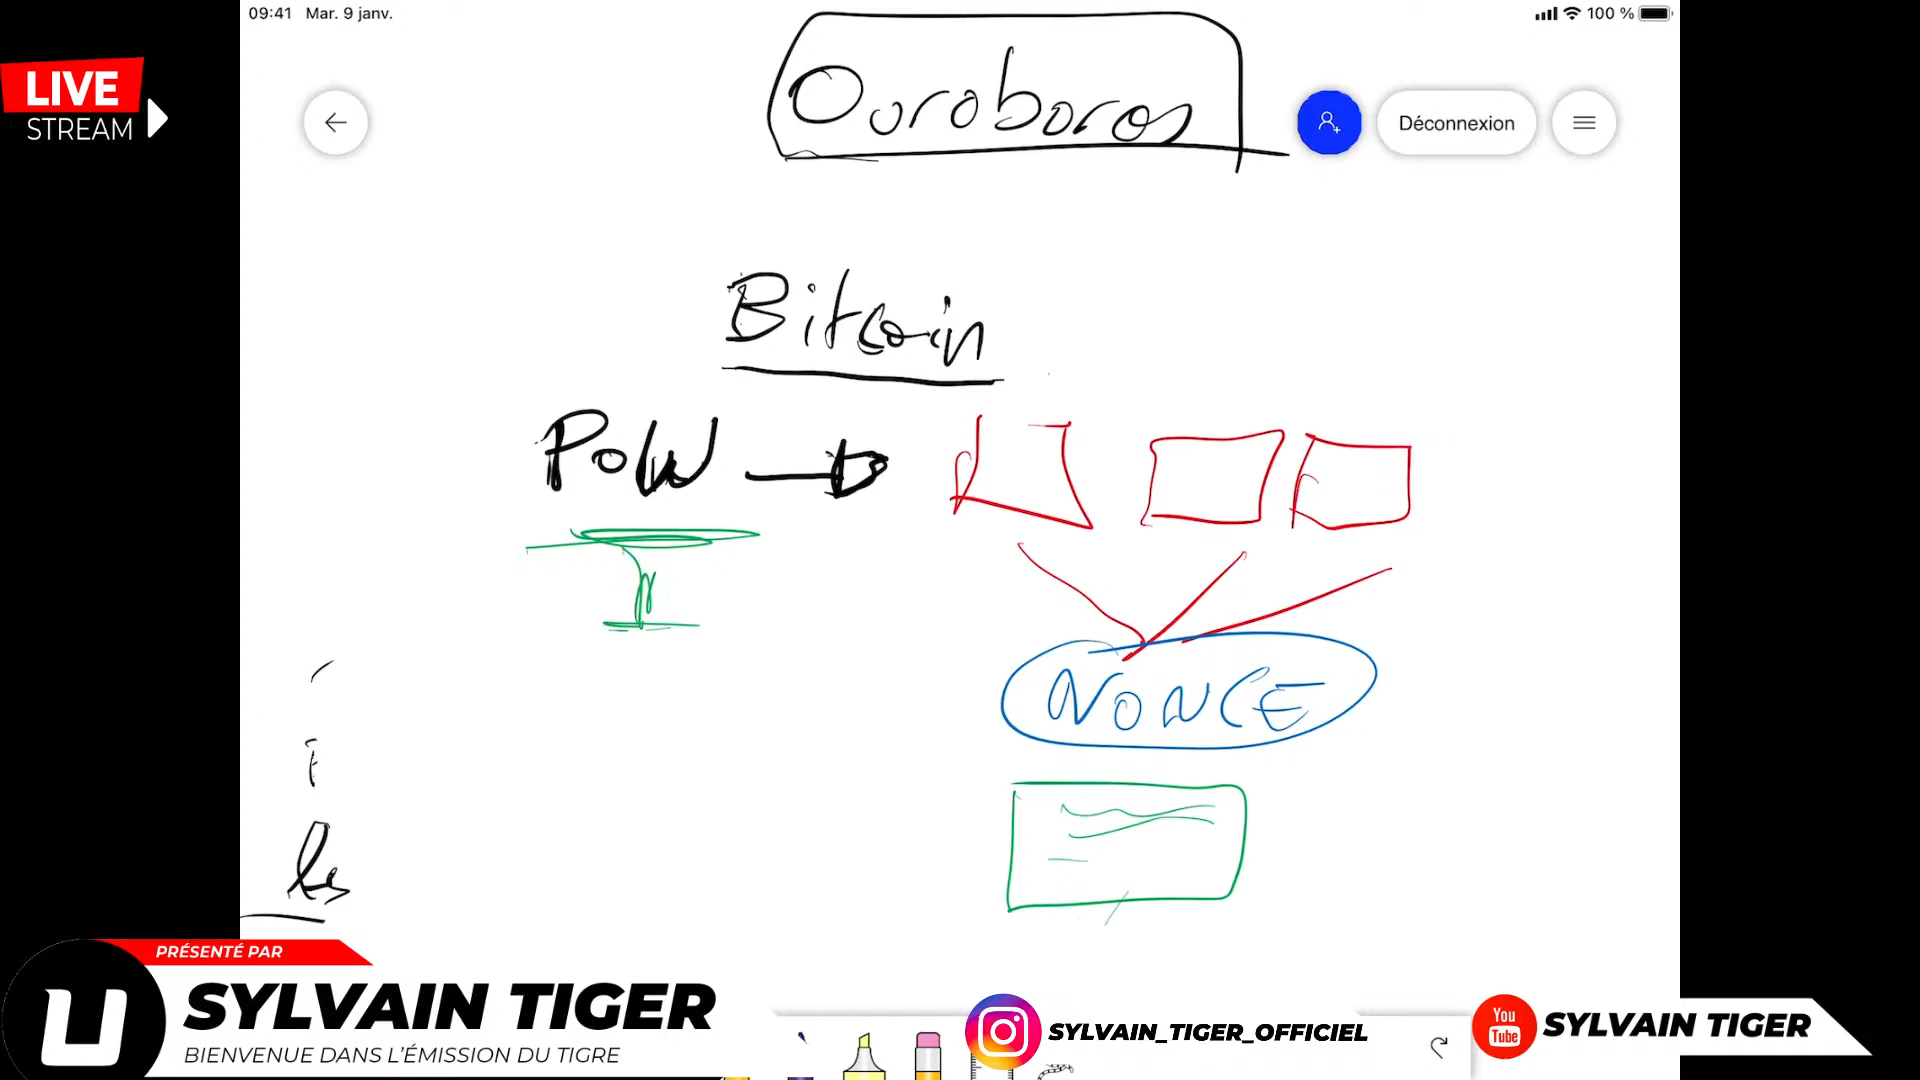 09:41 Mar. 9 janv.
100 %
LIVE
STREAM
Ouroboros
Déconnexion
Bitcoin
PoW
NONCE
PRÉSENTÉ PAR
SYLVAIN TIGER
BIENVENUE DANS L'ÉMISSION DU TIGRE
SYLVAIN_TIGER_OFFICIEL
You
Tube
SYLVAIN TIGER